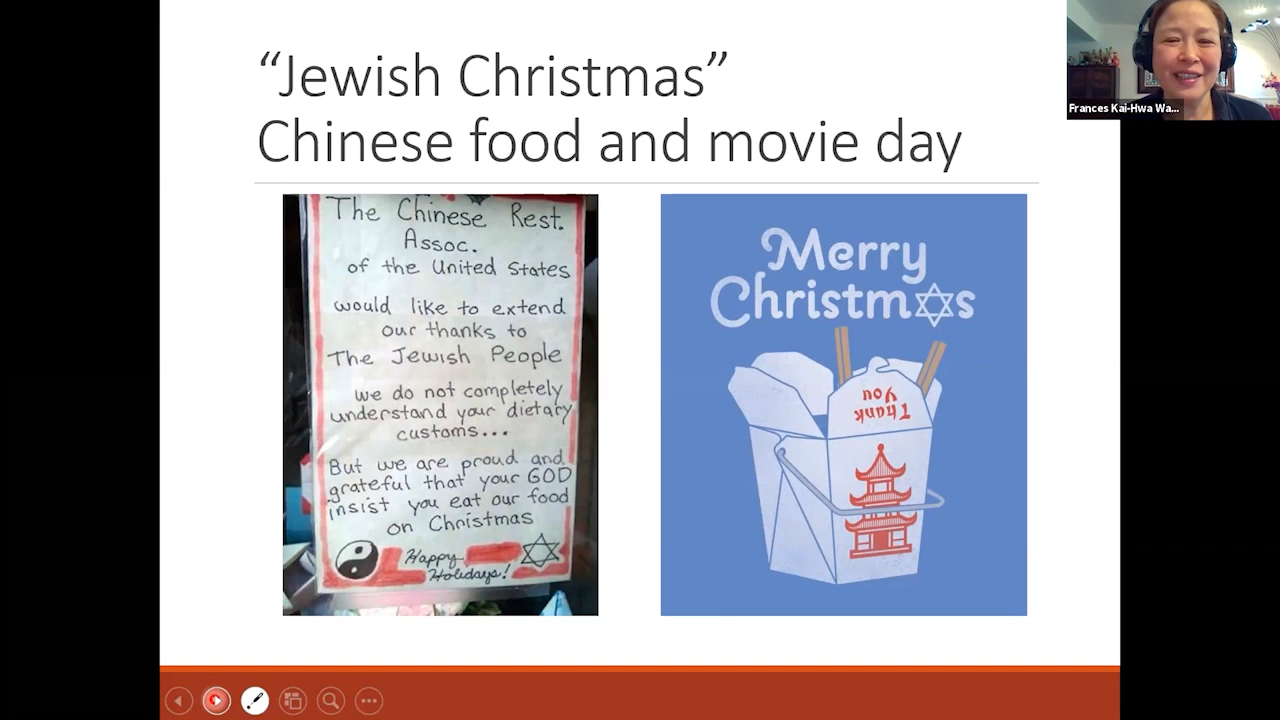 “Jewish Christmas”
Chinese food and movie day
The Chinese Rest.
Assoc.
of the United States
would like to extend
our thanks to
The Jewish People
we do not completely
understand your dietary
customs...
But we are proud and
grateful that your GOD
insist you eat our food
on Christmas
Happy
Holidays!
Merry
Christm✡s
Thank
You
Frances Kai-Hwa Wa...